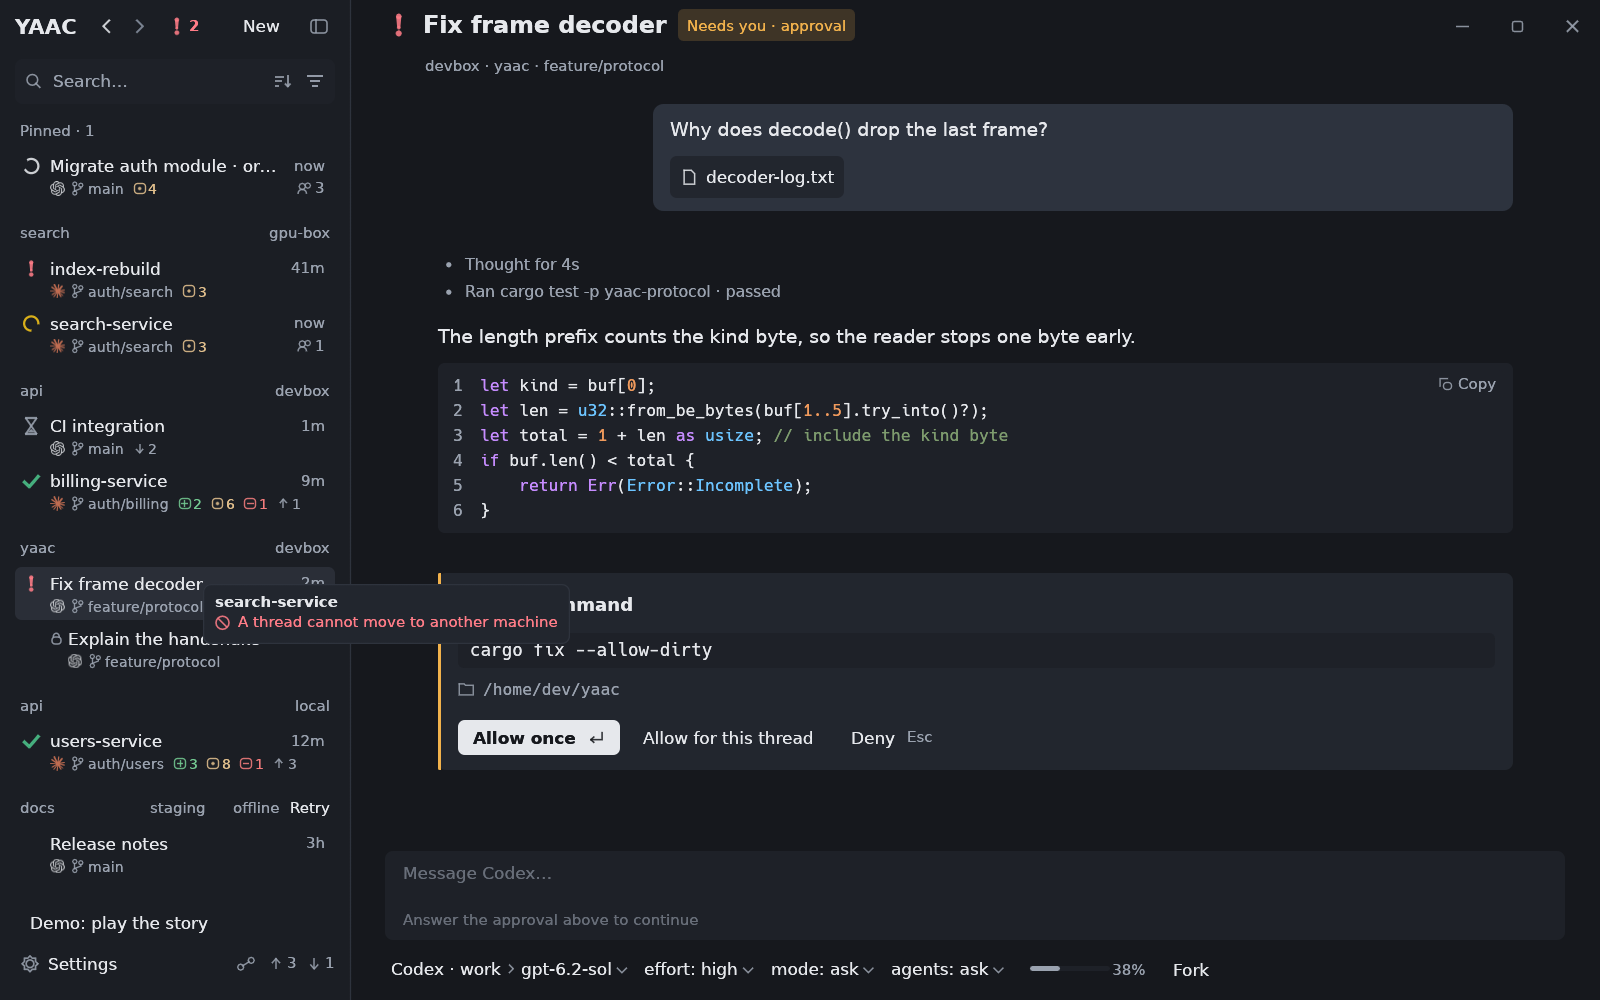 YAAC 2 New
Search...
Pinned · 1
Migrate auth module · or... now
main 4 3
search gpu-box
index-rebuild 41m
auth/search 3
search-service now
auth/search 3 1
api devbox
CI integration 1m
main ↓2
billing-service 9m
auth/billing 2 6 1 ↑1
yaac devbox
Fix frame decoder
feature/protocol
search-service
A thread cannot move to another machine
Explain the
feature/protocol
api local
users-service 12m
auth/users 3 8 1 ↑3
docs staging offline Retry
Release notes 3h
main
Demo: play the story
Settings ↑3 ↓1
Fix frame decoder Needs you · approval
devbox · yaac · feature/protocol
Why does decode() drop the last frame?
decoder-log.txt
• Thought for 4s
• Ran cargo test -p yaac-protocol · passed
The length prefix counts the kind byte, so the reader stops one byte early.
Copy
1 let kind = buf[0];
2 let len = u32::from_be_bytes(buf[1..5].try_into()?);
3 let total = 1 + len as usize; // include the kind byte
4 if buf.len() < total {
5 return Err(Error::Incomplete);
6 }
cargo fix --allow-dirty
/home/dev/yaac
Allow once ↵ Allow for this thread Deny Esc
Message Codex...
Answer the approval above to continue
Codex · work > gpt-6.2-sol effort: high mode: ask agents: ask 38% Fork